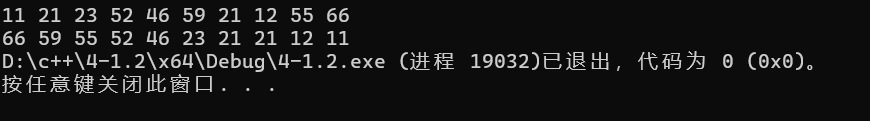 11 21 23 52 46 59 21 12 55 66
66 59 55 52 46 23 21 21 12 11
D:\c++\4-1.2\x64\Debug\4-1.2.exe (进程 19032)已退出，代码为 0 (0x0)。
按任意键关闭此窗口. . .